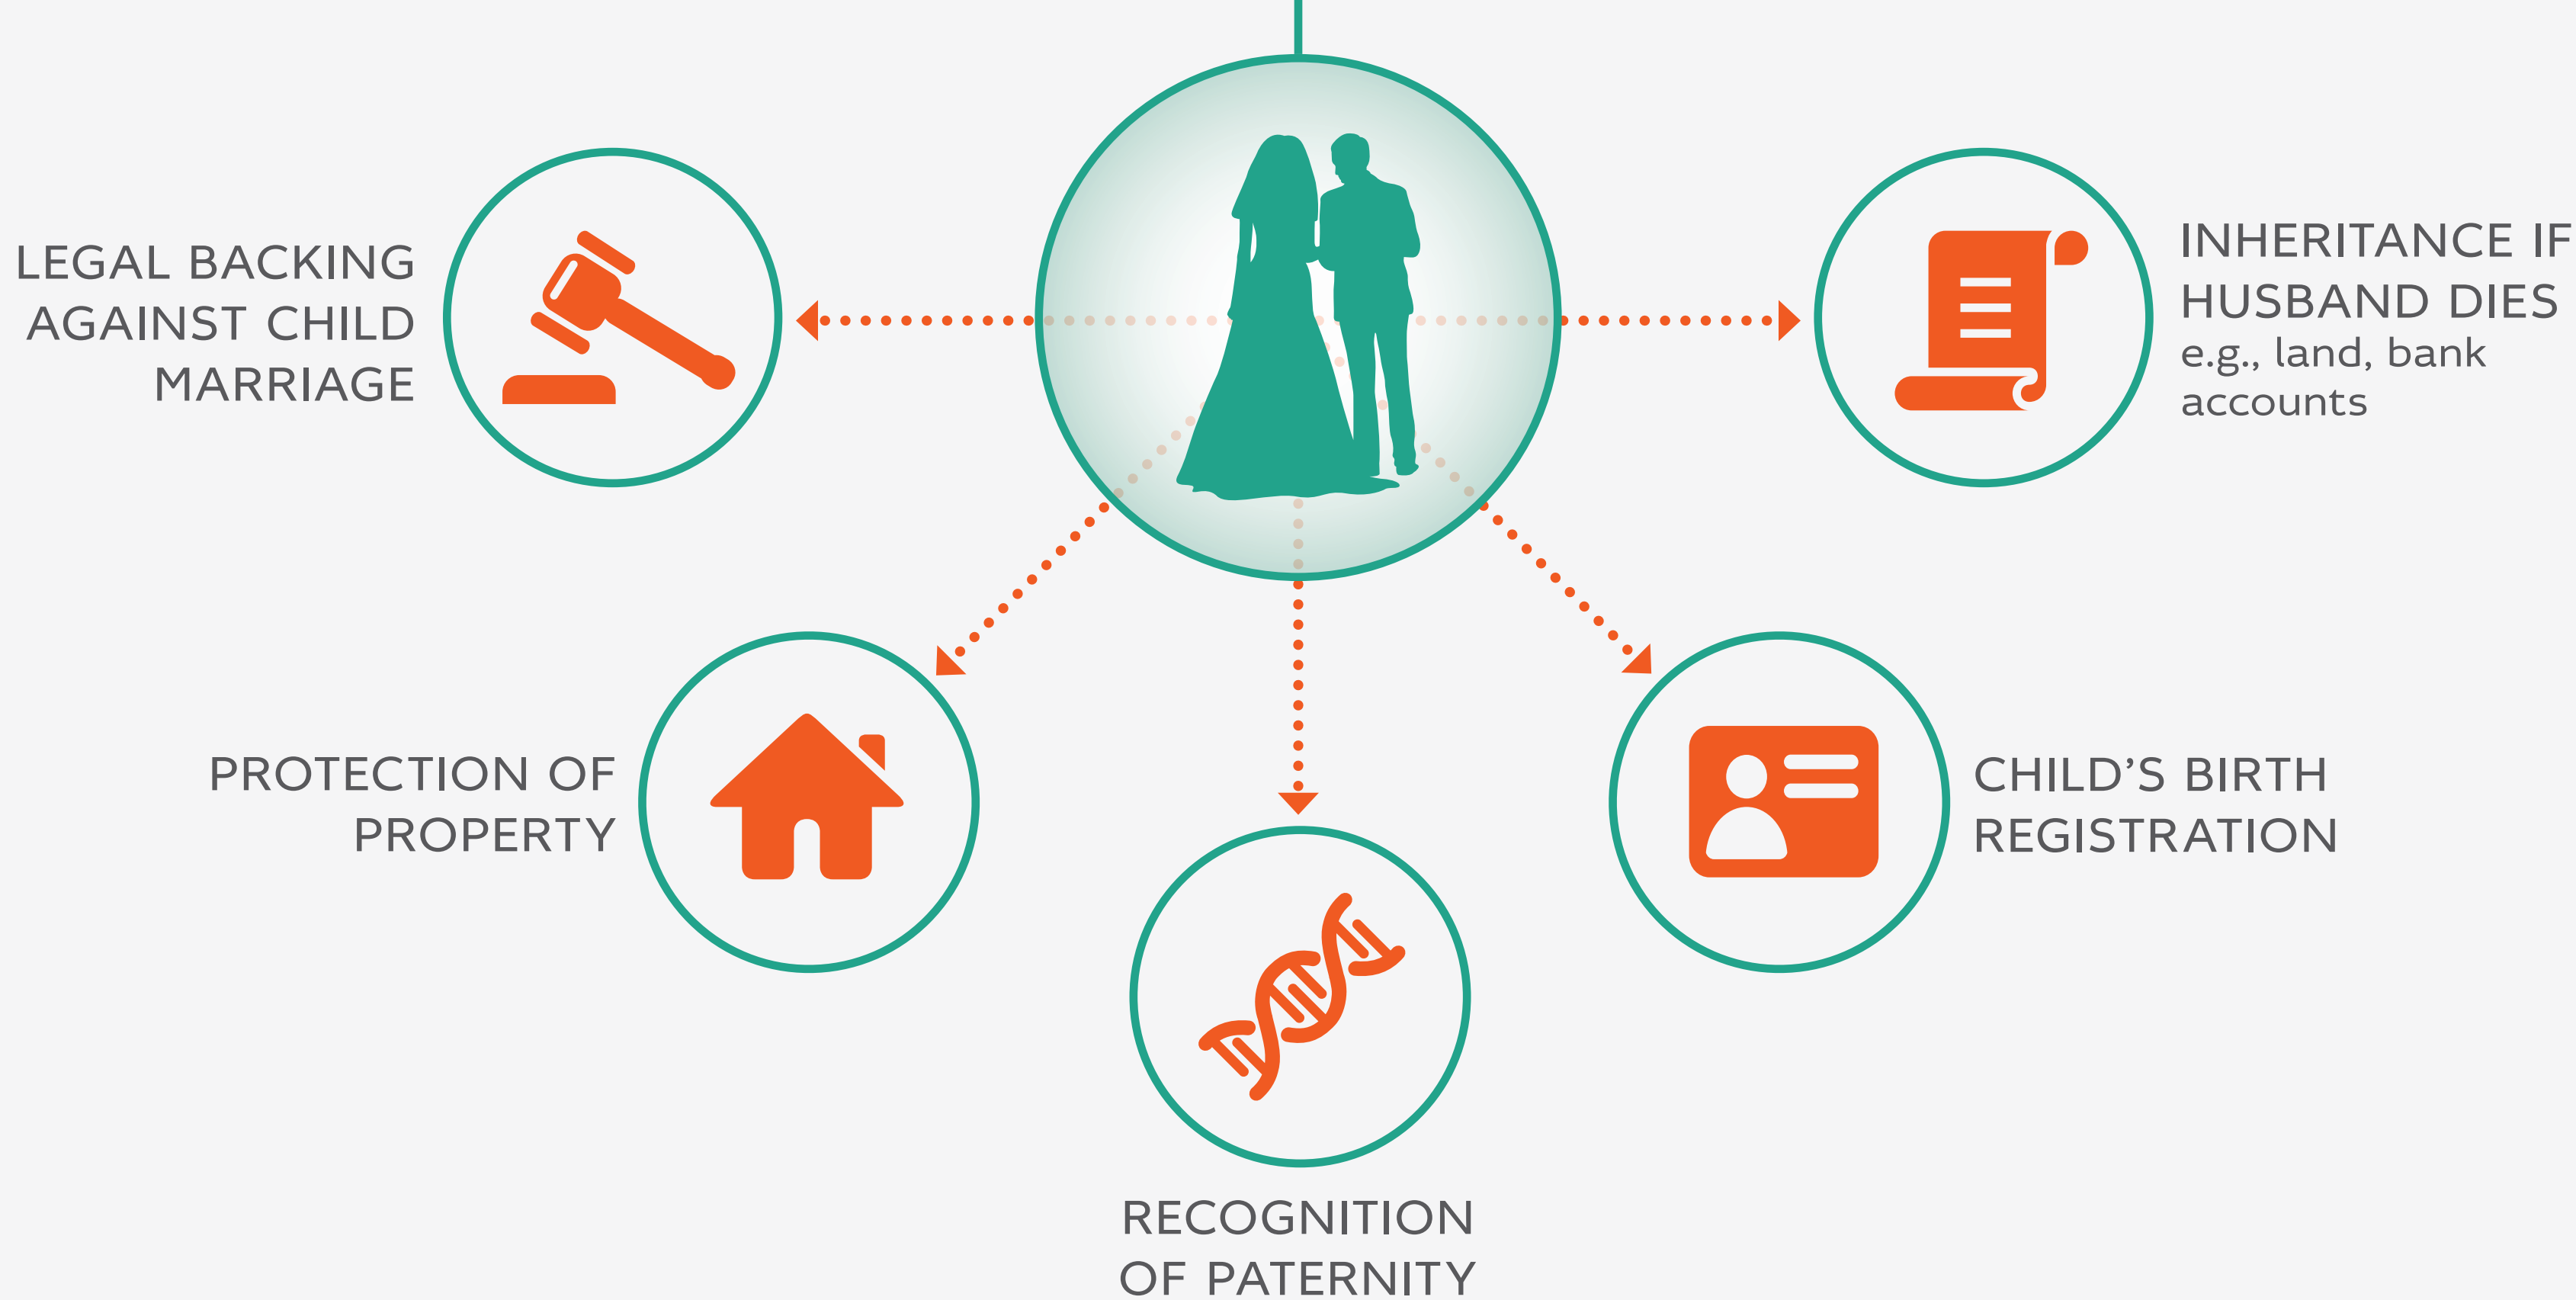 LEGAL BACKING
AGAINST CHILD
MARRIAGE
INHERITANCE IF
HUSBAND DIES
e.g., land, bank
accounts
PROTECTION OF
PROPERTY
CHILD’S BIRTH
REGISTRATION
RECOGNITION
OF PATERNITY